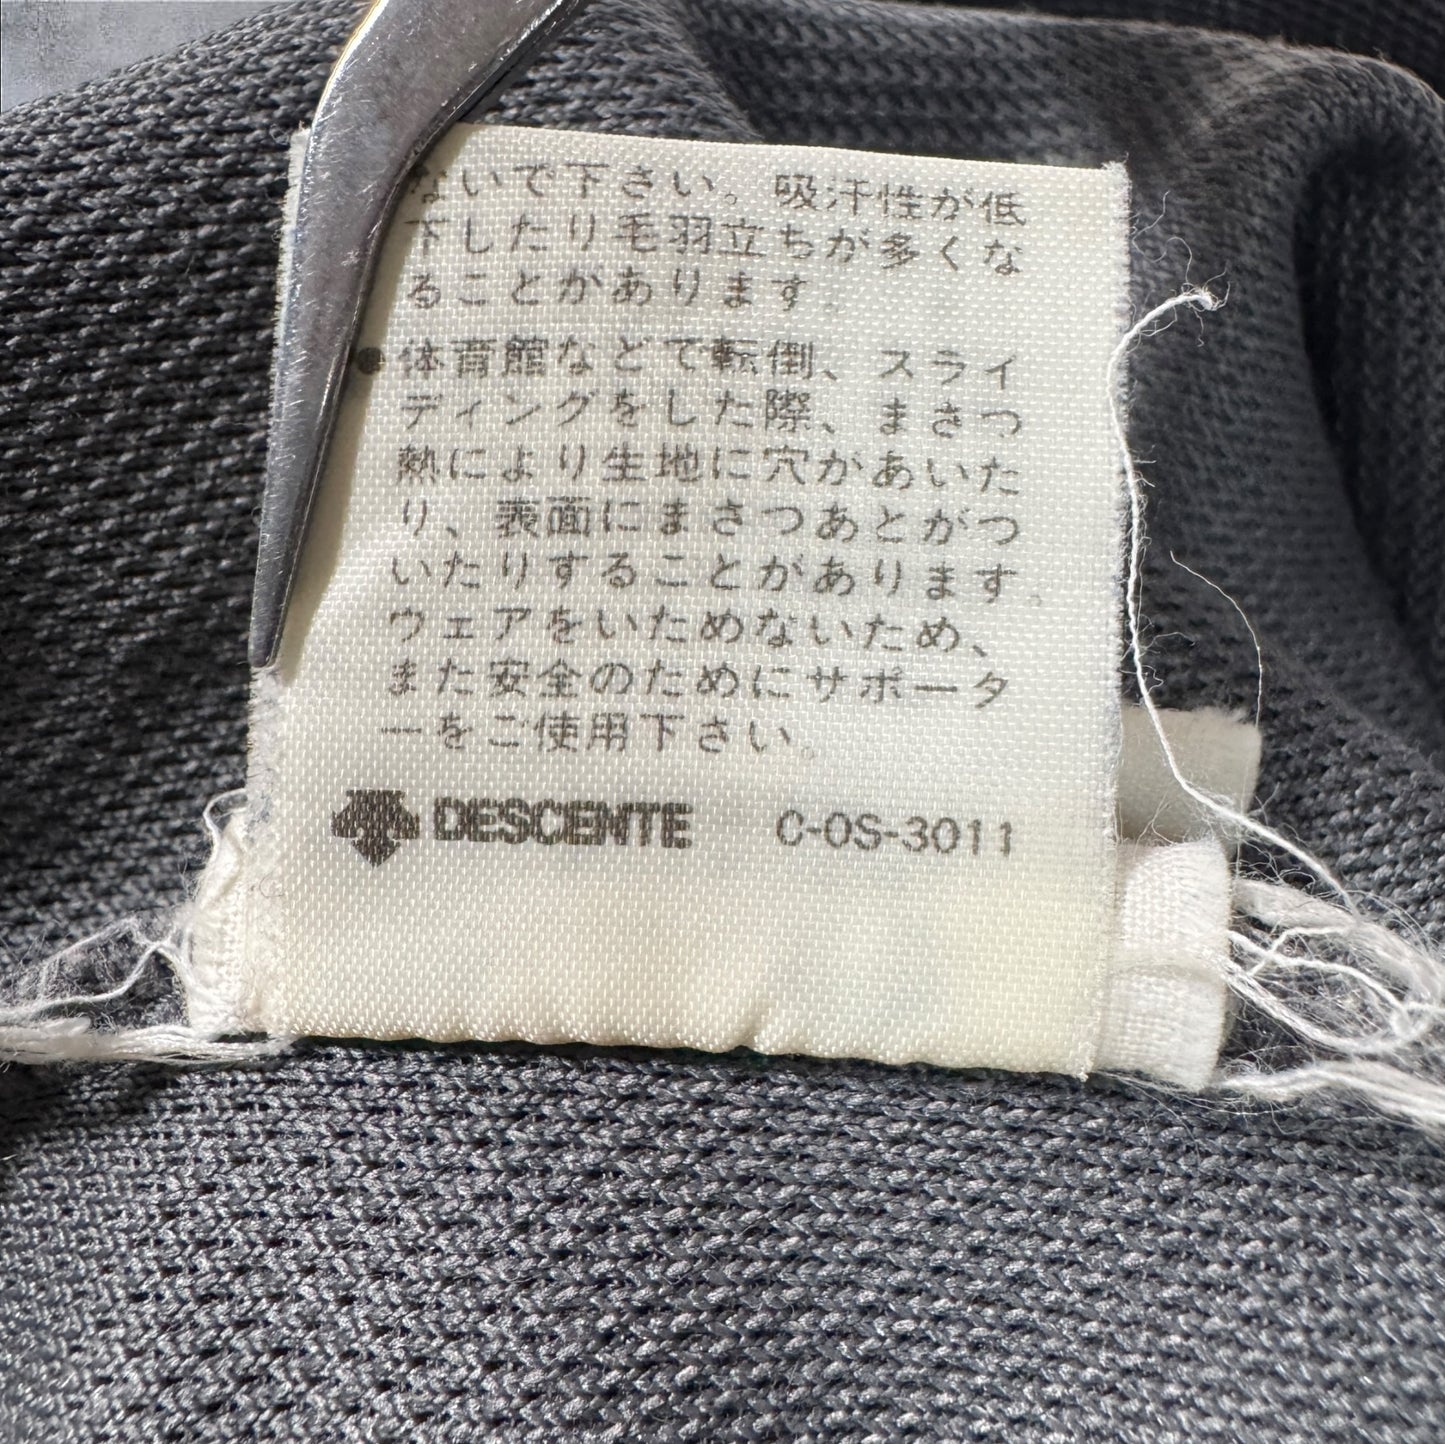 ないで下さい。吸汗性が低
下したり毛羽立ちが多くな
ることがあります。
●体育館などで転倒、スライ
ディングをした際、まさつ
熱により生地に穴があいた
り、表面にまさつあとがつ
いたりすることがあります。
ウェアをいためないため、
また安全のためにサポータ
ーをご使用下さい。
DESCENTE C-OS-3011